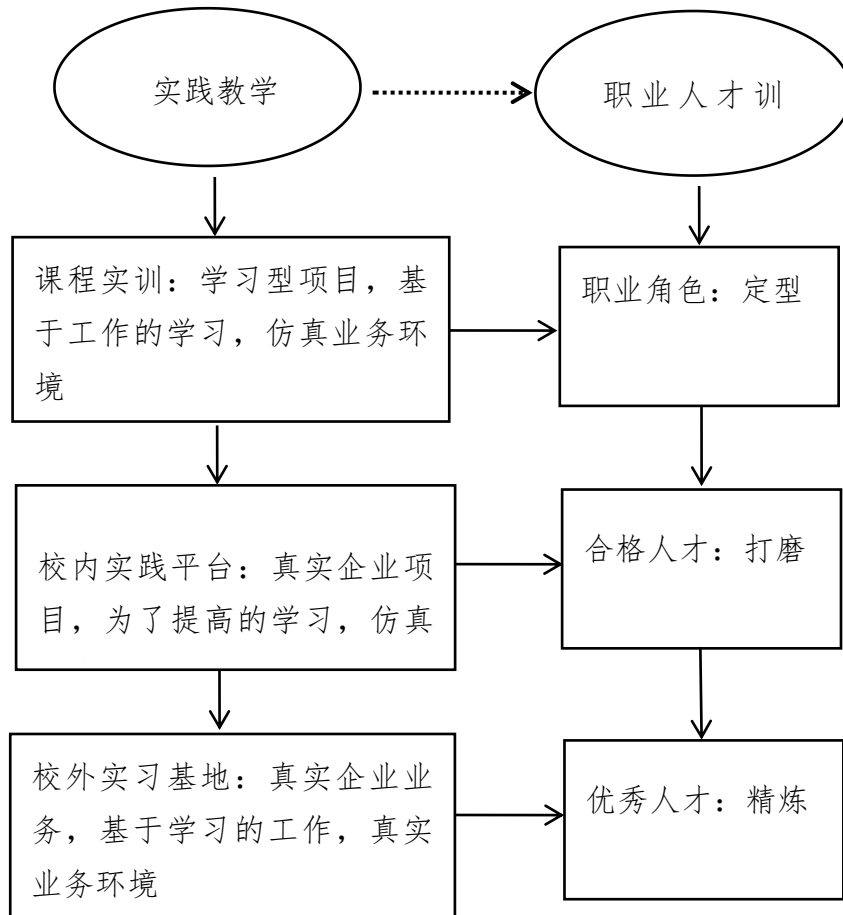 实践教学
职业人才训
课程实训：学习型项目，基
于工作的学习，仿真业务环
境
职业角色：定型
校内实践平台：真实企业项
目，为了提高的学习，仿真
合格人才：打磨
校外实习基地：真实企业业
务，基于学习的工作，真实
业务环境
优秀人才：精炼